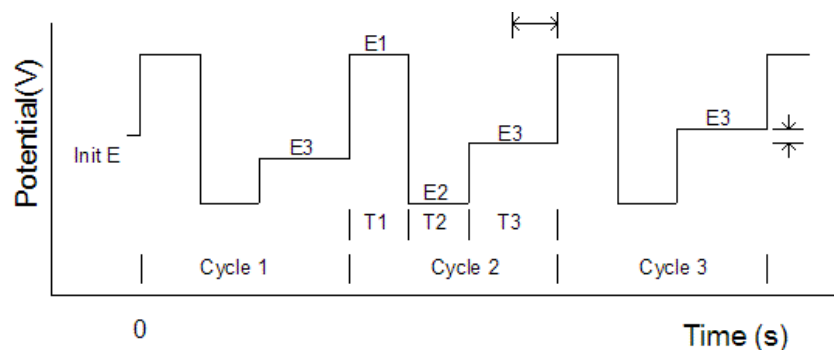 Potential(V)
E1
Init E
E3
E3
E3
E2
T1 T2 T3
Cycle 1 Cycle 2 Cycle 3
0
Time (s)